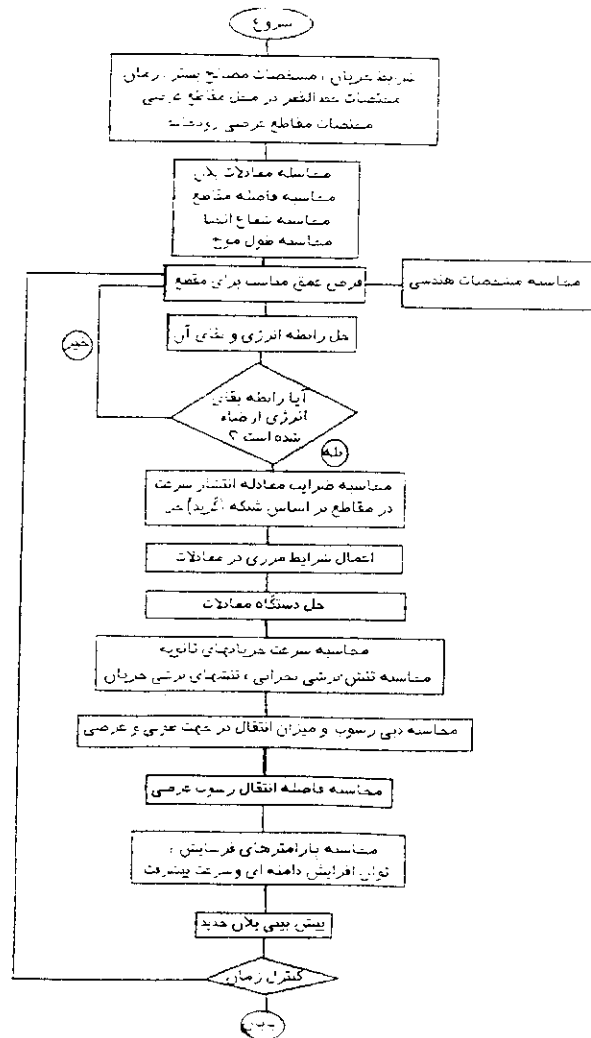 شروع
شرایط جریان ، مشخصات مصالح بستر ، زمان
مختصات خط القعر در محل مقاطع عرضی
مختصات مقاطع عرضی رودخانه
محاسبه معادلات پلان
محاسبه فاصله مقاطع
محاسبه شعاع انحنا
محاسبه طول موج
فرض عمق مناسب برای مقطع
محاسبه مشخصات هندسی
حل رابطه انرژی و بقای آن
خیر
آیا رابطه بقای
انرژی ارضاء
شده است ؟
بله
محاسبه ضرایب معادله انتشار سرعت
در مقاطع بر اساس شبکه (گرید)
اعمال شرایط مرزی در معادلات
حل دستگاه معادلات
محاسبه سرعت جریانهای ثانویه
محاسبه تنش برشی بحرانی ، تنشهای برشی جریان
محاسبه دبی رسوب و میزان انتقال در جهت طولی و عرضی
محاسبه فاصله انتقال رسوب عرضی
محاسبه پارامترهای فرسایش ،
توان افزایش دامنه ای و سرعت پیشرفت
پیش بینی پلان جدید
کنترل زمان
پایان